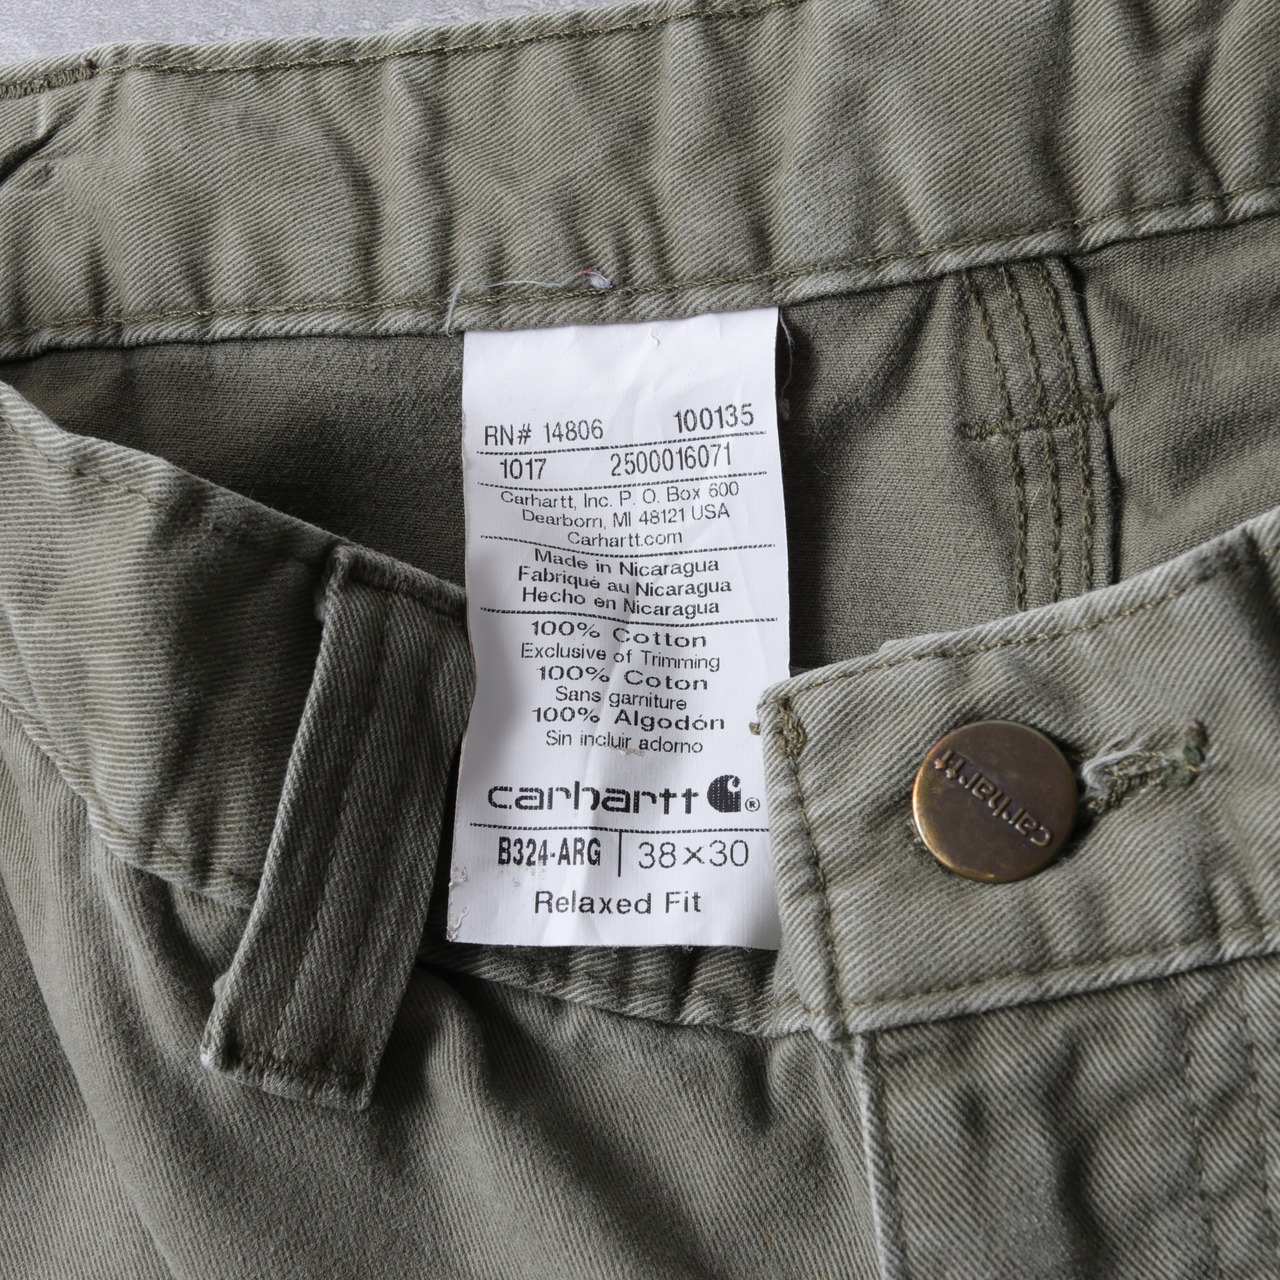 RN# 14806 100135
1017 2500016071
Carhartt, Inc. P. O. Box 600
Dearborn, MI 48121 USA
Carhartt.com
Made in Nicaragua
Fabriqué au Nicaragua
Hecho en Nicaragua
100% Cotton
Exclusive of Trimming
100% Coton
Sans garniture
100% Algodón
Sin incluir adorno
carhartt ®
B324-ARG 38×30
Relaxed Fit
carhartt